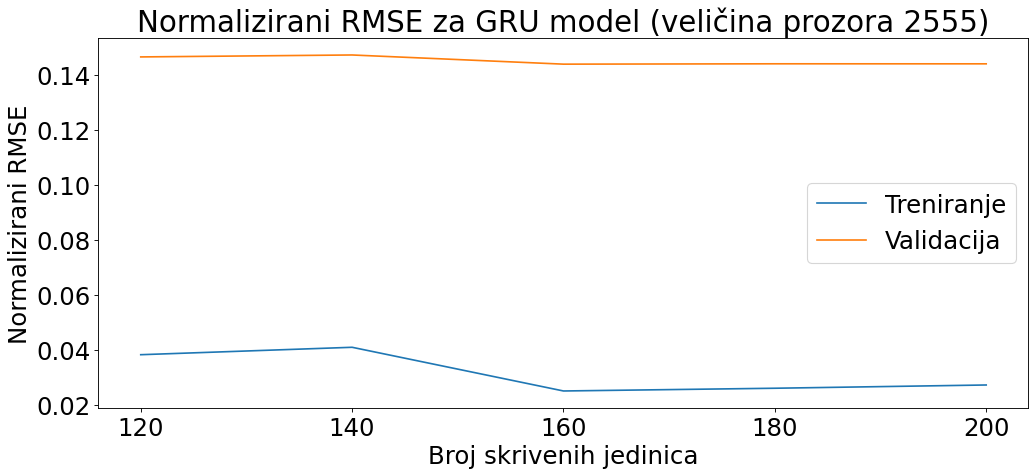 Normalizirani RMSE za GRU model (veličina prozora 2555)
Normalizirani RMSE
0.14
0.12
0.10
0.08
0.06
0.04
0.02
Treniranje
Validacija
120 140 160 180 200
Broj skrivenih jedinica